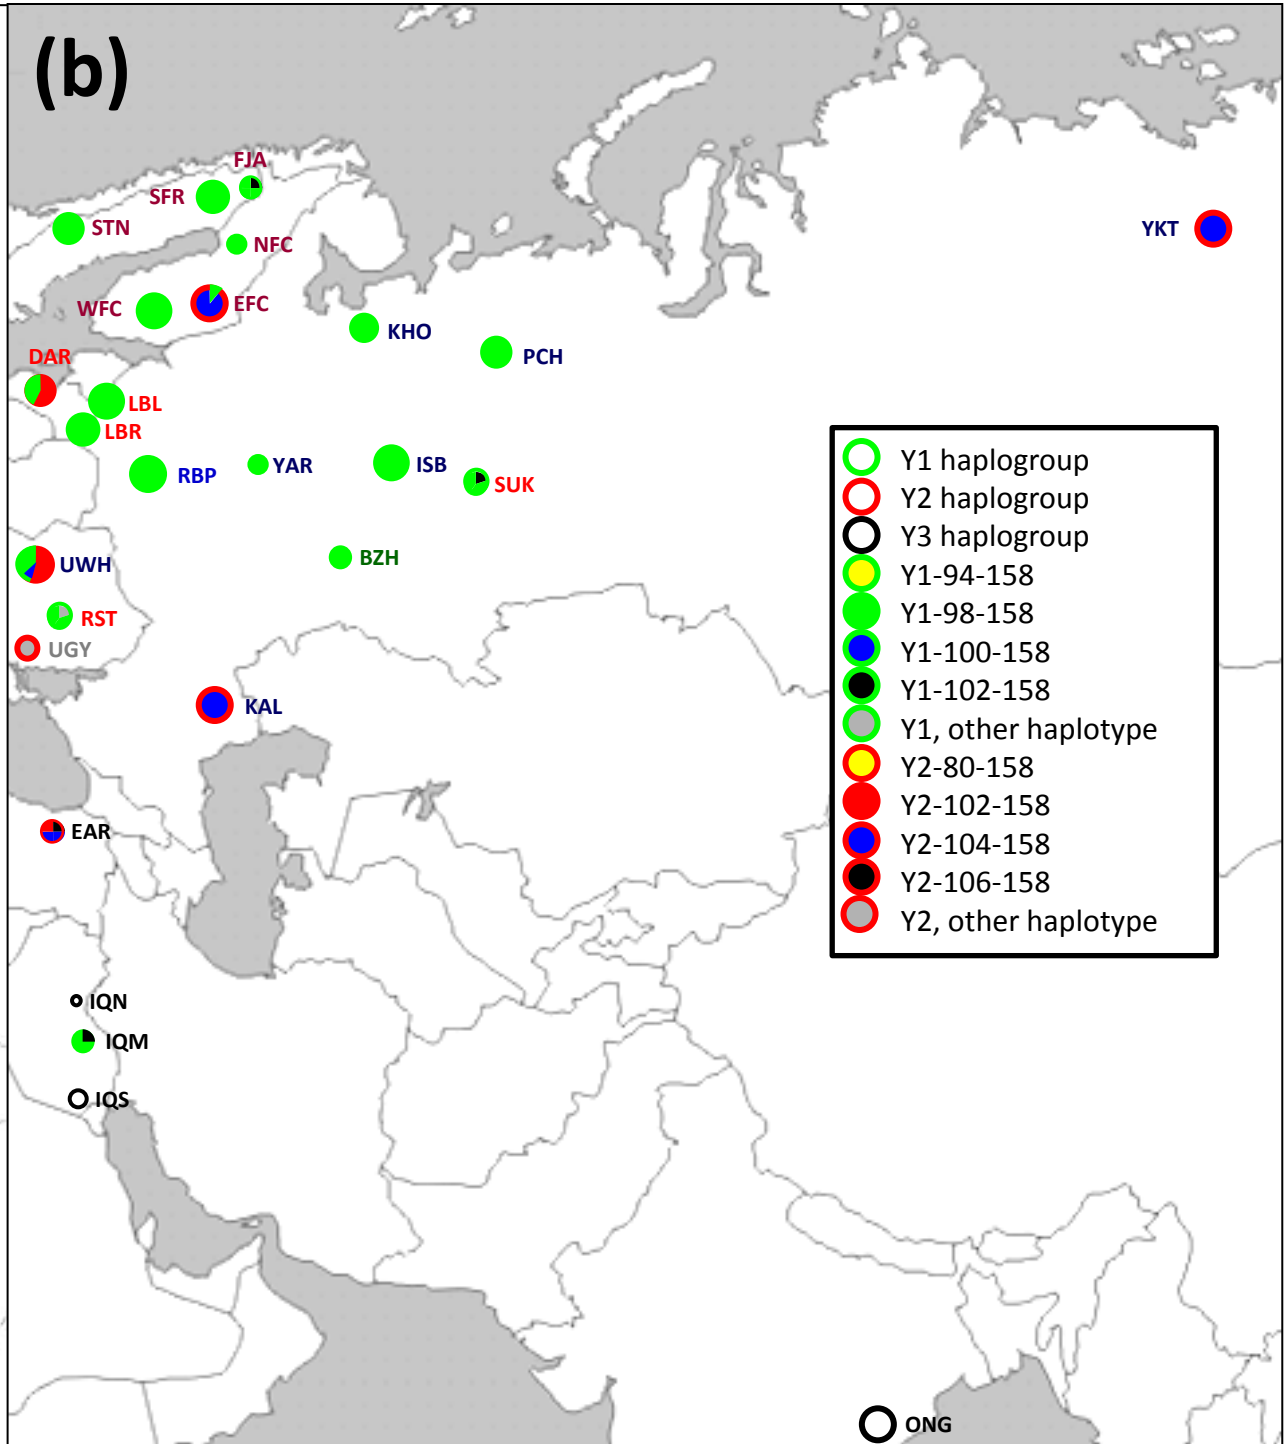 (b)
FJA
SFR
STN
NFC
YKT
WFC
EFC
KHO
PCH
DAR
LBL
LBR
RBP
YAR
ISB
SUK
BZH
UWH
RST
UGY
KAL
EAR
IQN
IQM
IQS
ONG
Y1 haplogroup
Y2 haplogroup
Y3 haplogroup
Y1-94-158
Y1-98-158
Y1-100-158
Y1-102-158
Y1, other haplotype
Y2-80-158
Y2-102-158
Y2-104-158
Y2-106-158
Y2, other haplotype